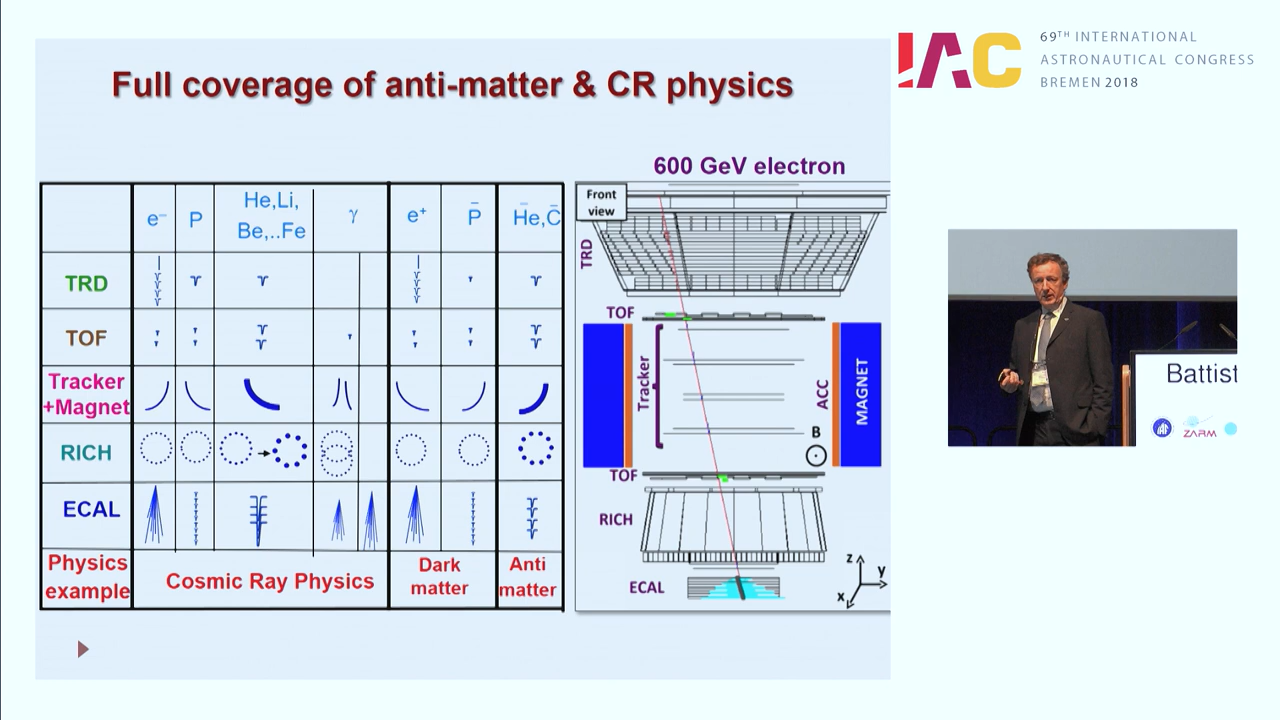 Full coverage of anti-matter & CR physics
69TH INTERNATIONAL
ASTRONAUTICAL CONGRESS
BREMEN 2018
IAC
600 GeV electron
e⁻
P
He,Li,
Be,..Fe
γ
e⁺
P̄
H̄e,C̄
TRD
TOF
Tracker
+Magnet
RICH
ECAL
Physics
example
Cosmic Ray Physics
Dark
matter
Anti
matter
Front
view
TRD
TOF
Tracker
ACC
MAGNET
B
TOF
RICH
ECAL
z
y
x
Battist
IAF
ZARM